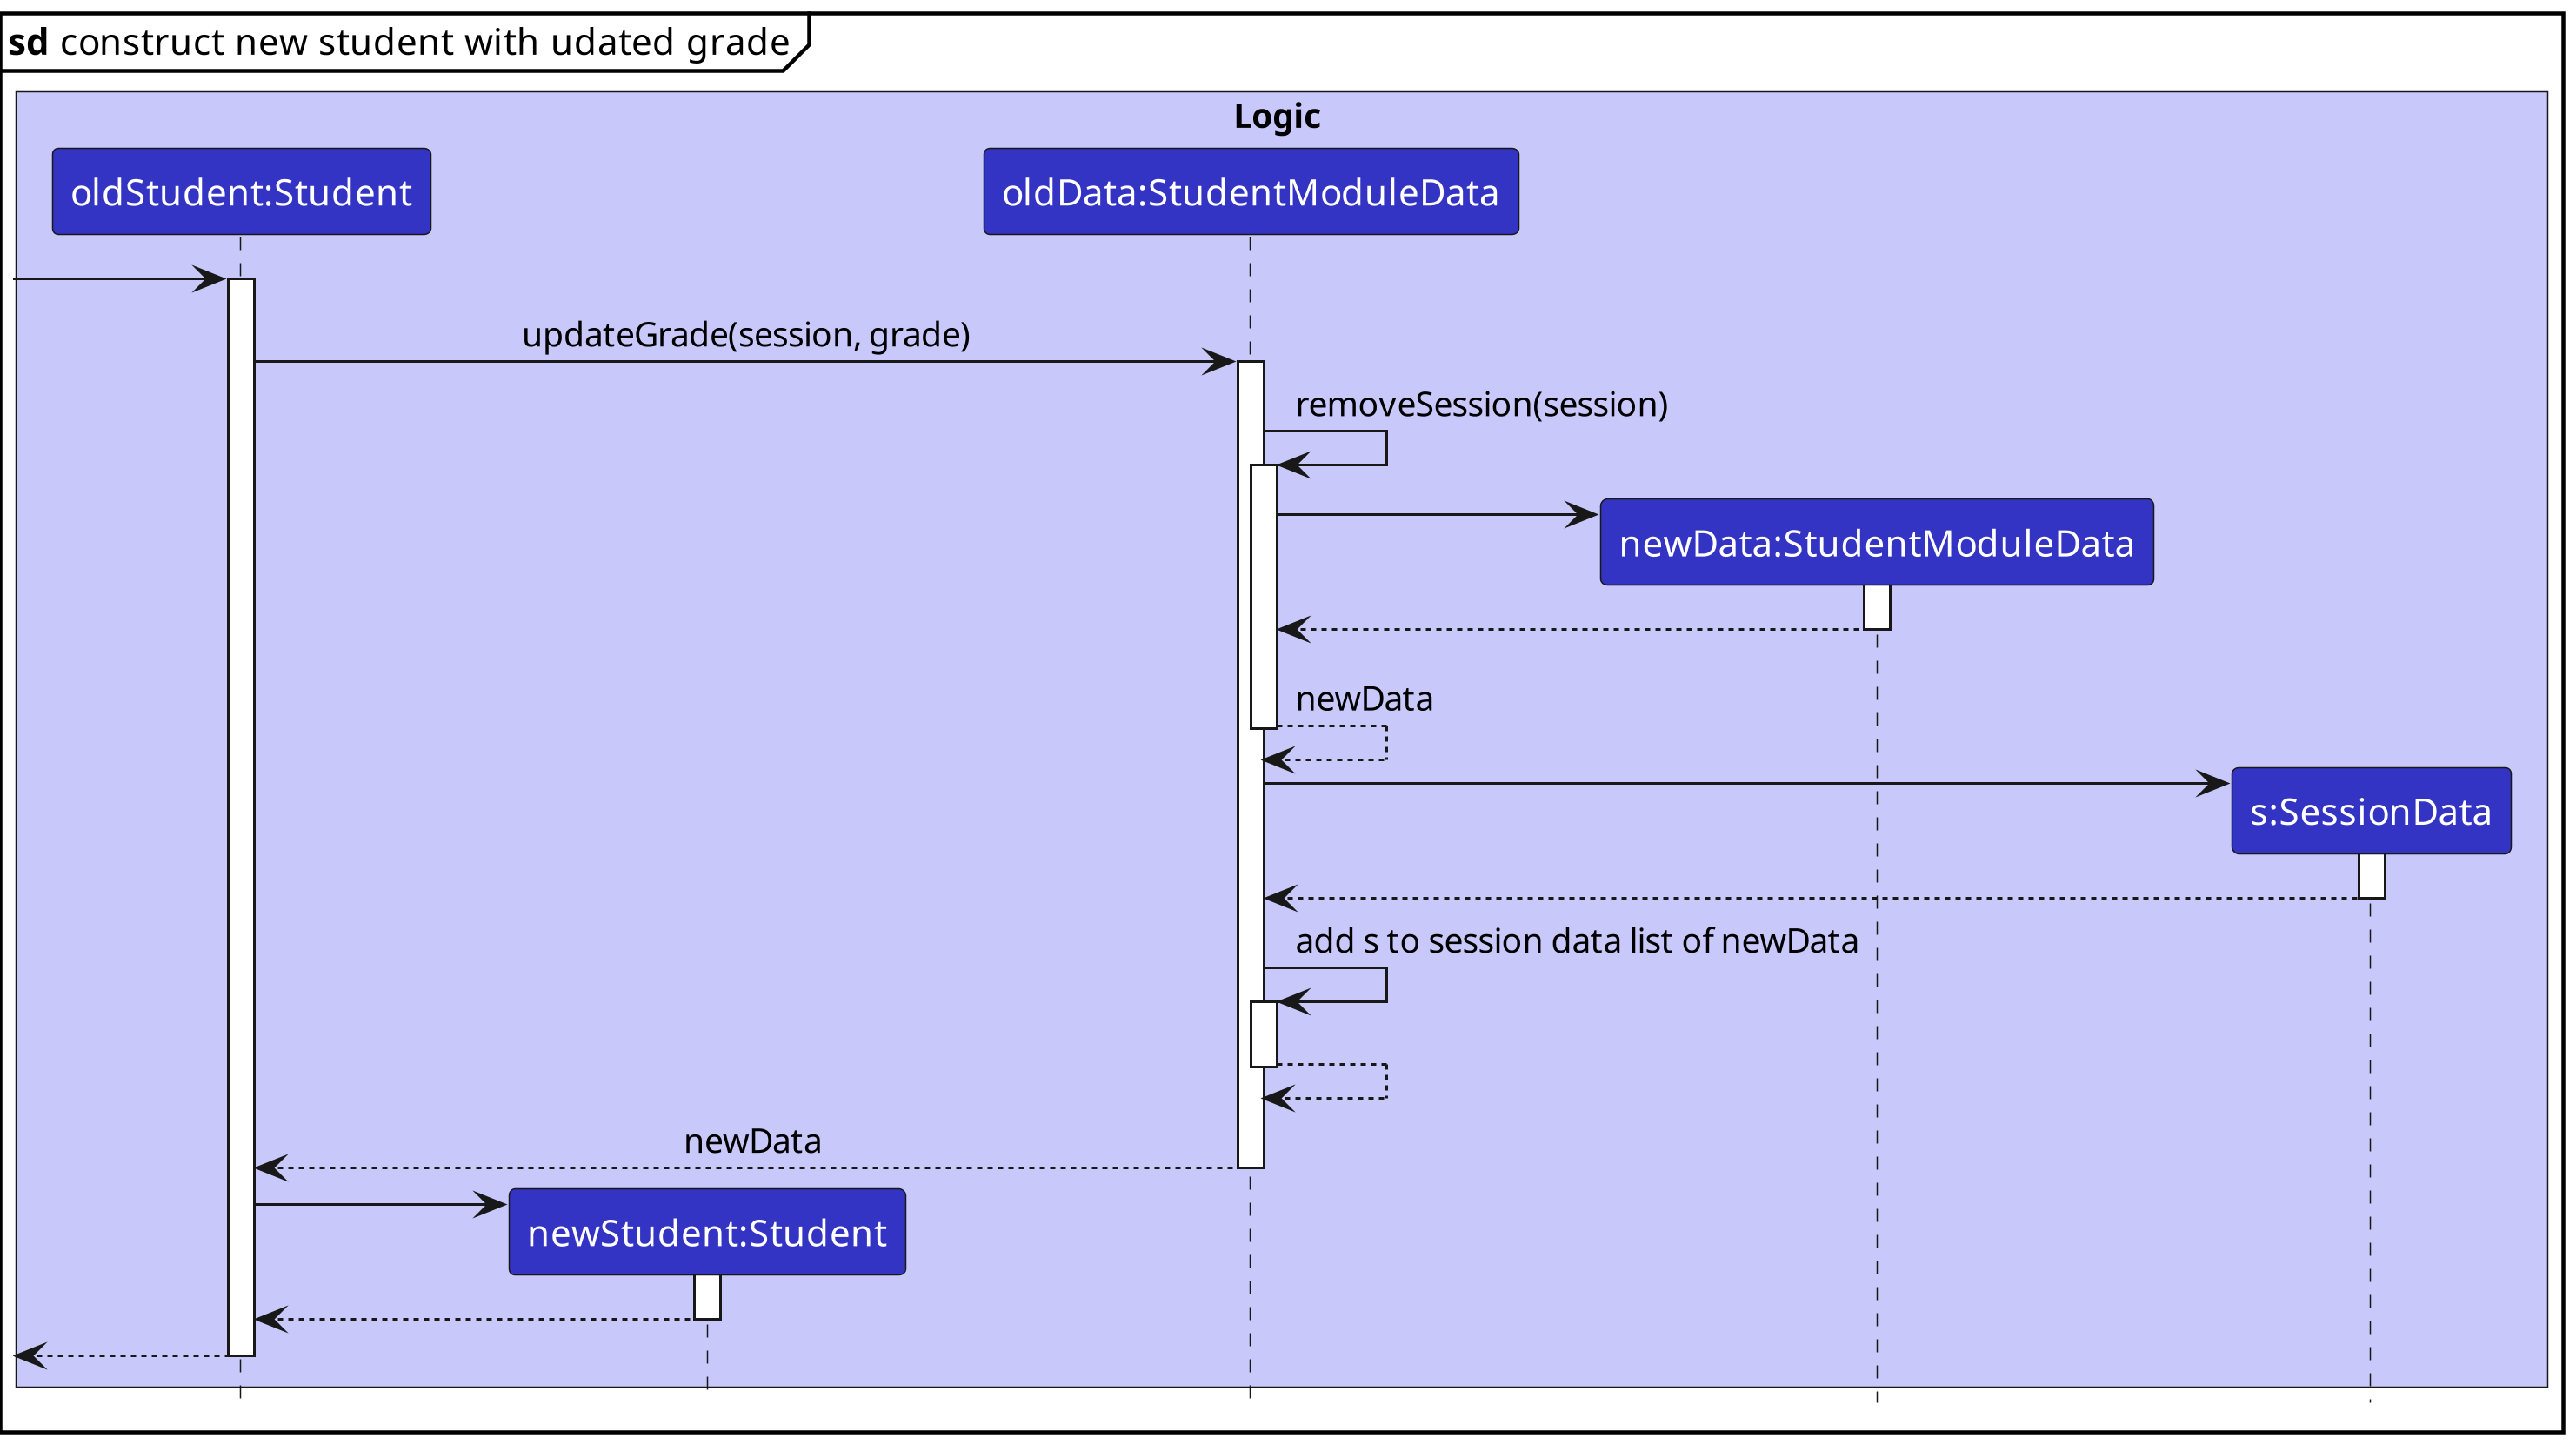 sd construct new student with udated grade
Logic
oldStudent:Student
oldData:StudentModuleData
updateGrade(session, grade)
removeSession(session)
newData:StudentModuleData
newData
s:SessionData
add s to session data list of newData
newData
newStudent:Student